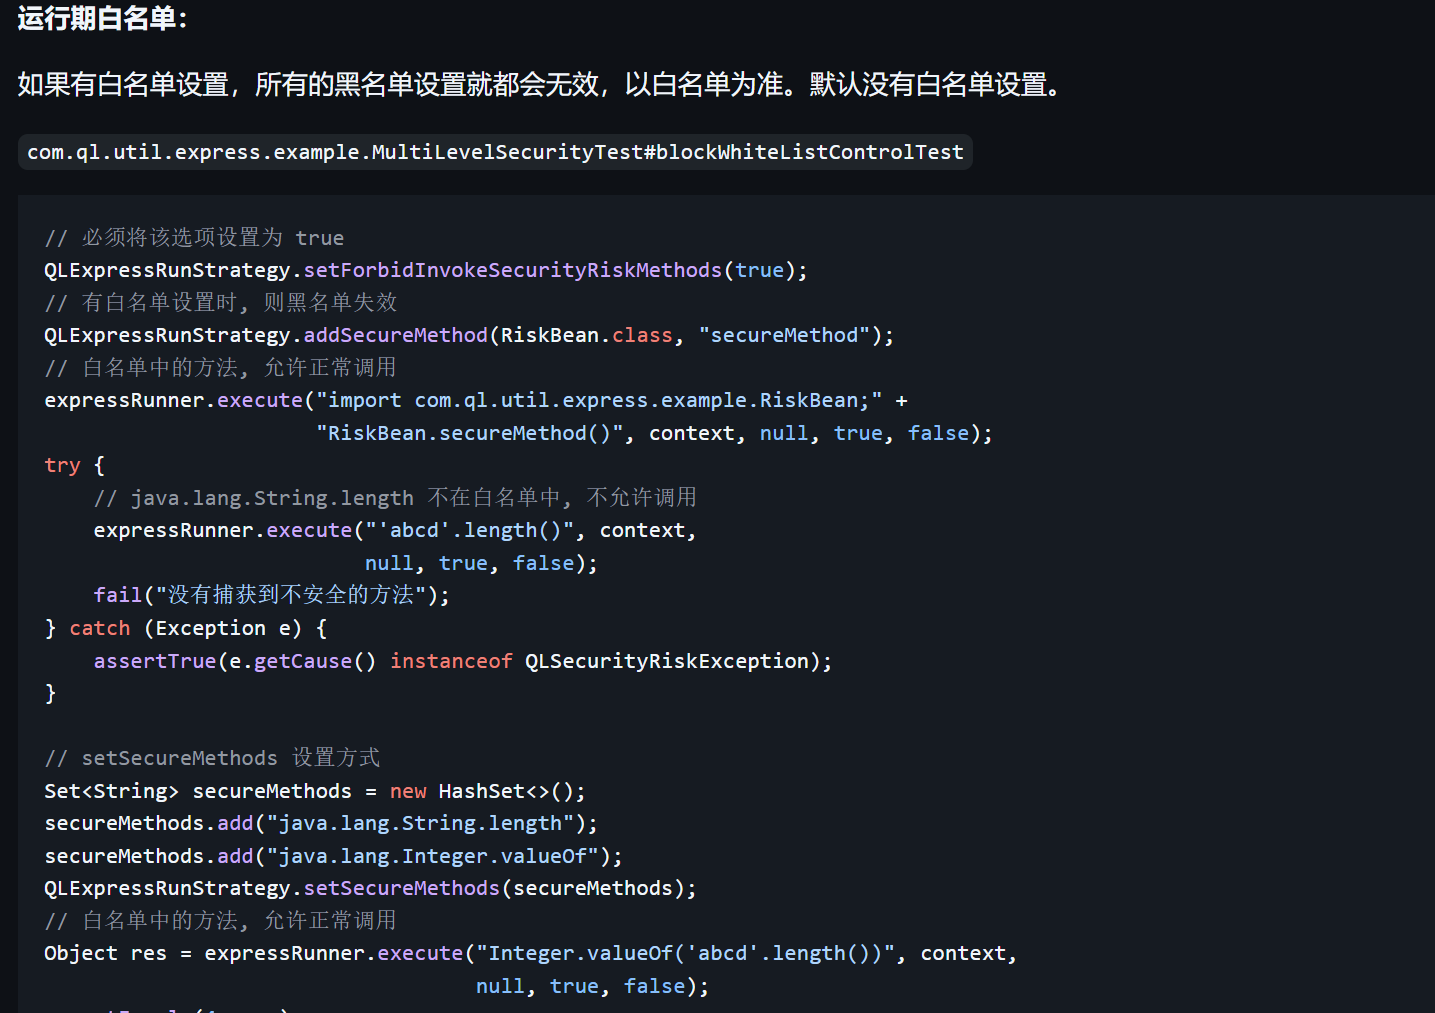 运行期白名单：
如果有白名单设置，所有的黑名单设置就都会无效，以白名单为准。默认没有白名单设置。
com.ql.util.express.example.MultiLevelSecurityTest#blockWhiteListControlTest
// 必须将该选项设置为 true
QLExpressRunStrategy.setForbidInvokeSecurityRiskMethods(true);
// 有白名单设置时, 则黑名单失效
QLExpressRunStrategy.addSecureMethod(RiskBean.class, "secureMethod");
// 白名单中的方法, 允许正常调用
expressRunner.execute("import com.ql.util.express.example.RiskBean;" +
"RiskBean.secureMethod()", context, null, true, false);
try {
// java.lang.String.length 不在白名单中, 不允许调用
expressRunner.execute("'abcd'.length()", context,
null, true, false);
fail("没有捕获到不安全的方法");
} catch (Exception e) {
assertTrue(e.getCause() instanceof QLSecurityRiskException);
}
// setSecureMethods 设置方式
Set<String> secureMethods = new HashSet<>();
secureMethods.add("java.lang.String.length");
secureMethods.add("java.lang.Integer.valueOf");
QLExpressRunStrategy.setSecureMethods(secureMethods);
// 白名单中的方法, 允许正常调用
Object res = expressRunner.execute("Integer.valueOf('abcd'.length())", context,
null, true, false);